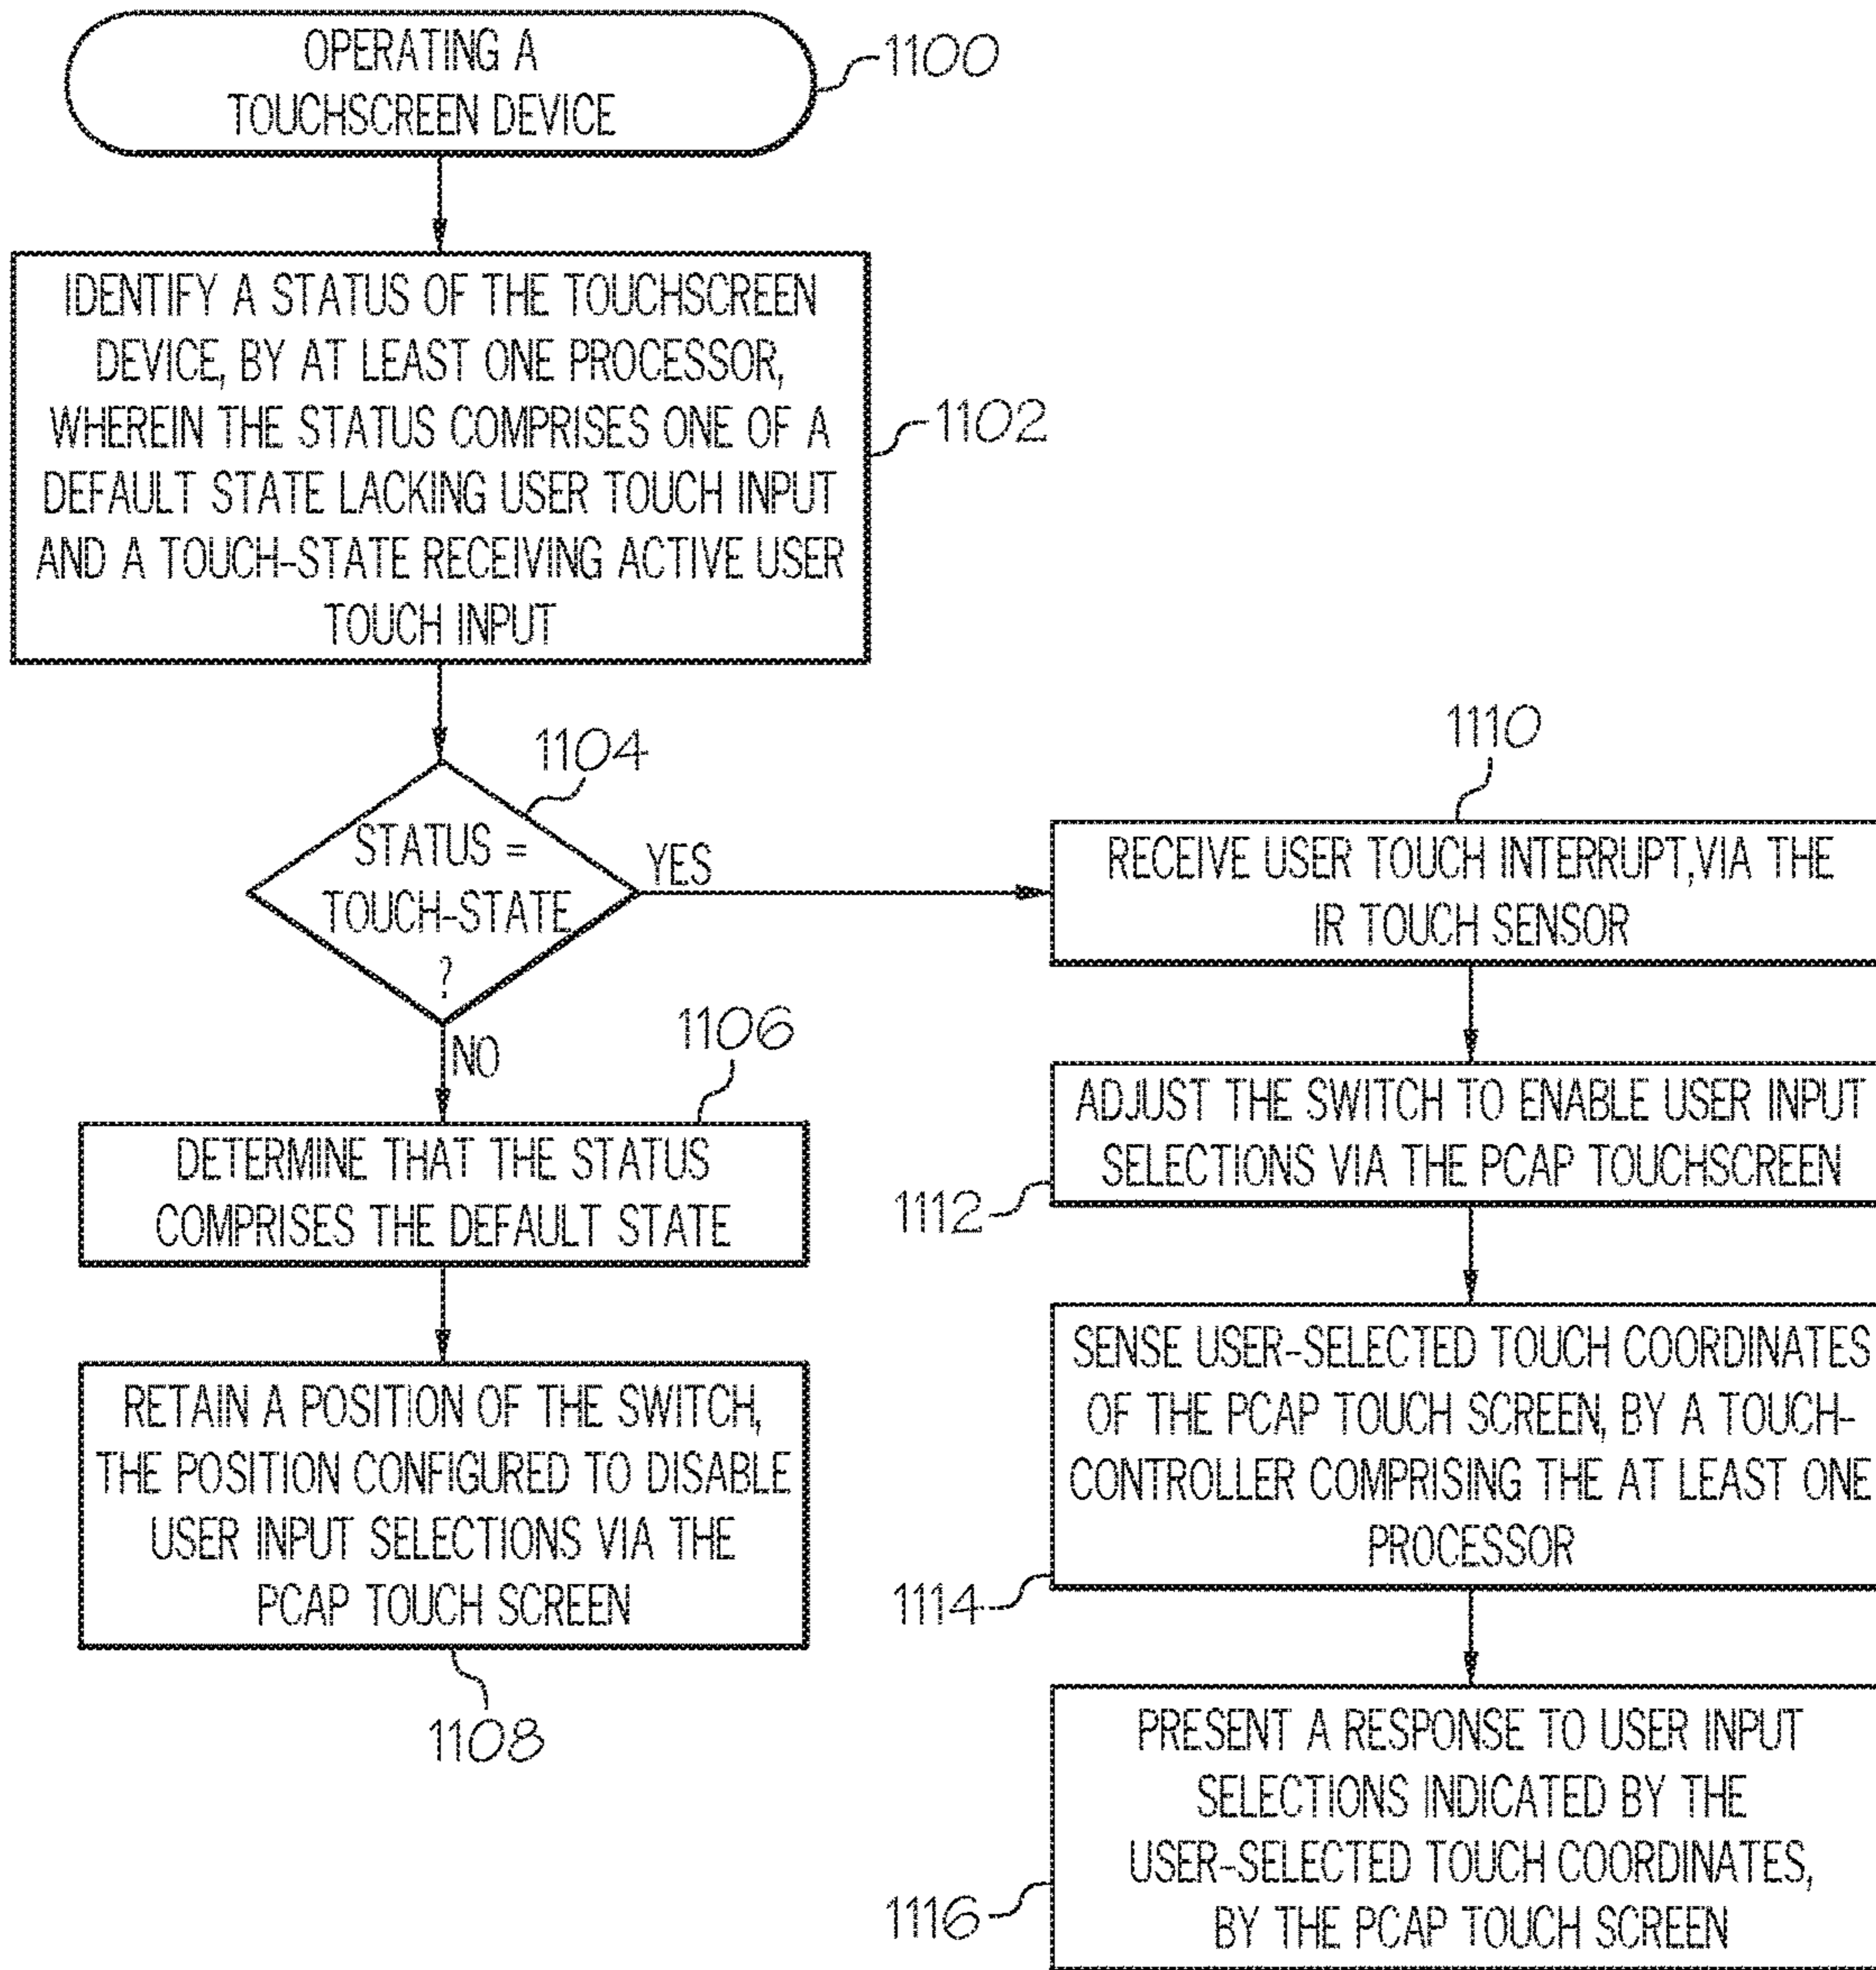 OPERATING A
TOUCHSCREEN DEVICE
1100
IDENTIFY A STATUS OF THE TOUCHSCREEN
DEVICE, BY AT LEAST ONE PROCESSOR,
WHEREIN THE STATUS COMPRISES ONE OF A
DEFAULT STATE LACKING USER TOUCH INPUT
AND A TOUCH-STATE RECEIVING ACTIVE USER
TOUCH INPUT
1102
1104
STATUS =
TOUCH-STATE
?
YES
NO
1106
DETERMINE THAT THE STATUS
COMPRISES THE DEFAULT STATE
RETAIN A POSITION OF THE SWITCH,
THE POSITION CONFIGURED TO DISABLE
USER INPUT SELECTIONS VIA THE
PCAP TOUCH SCREEN
1108
1110
RECEIVE USER TOUCH INTERRUPT,VIA THE
IR TOUCH SENSOR
ADJUST THE SWITCH TO ENABLE USER INPUT
SELECTIONS VIA THE PCAP TOUCHSCREEN
1112
SENSE USER-SELECTED TOUCH COORDINATES
OF THE PCAP TOUCH SCREEN, BY A TOUCH-
CONTROLLER COMPRISING THE AT LEAST ONE
PROCESSOR
1114
PRESENT A RESPONSE TO USER INPUT
SELECTIONS INDICATED BY THE
USER-SELECTED TOUCH COORDINATES,
BY THE PCAP TOUCH SCREEN
1116